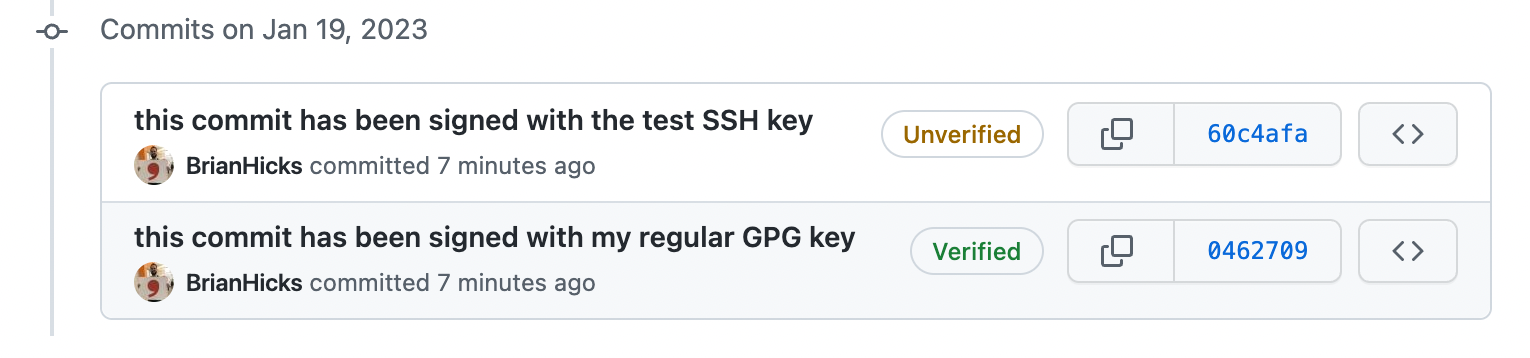 Commits on Jan 19, 2023
this commit has been signed with the test SSH key
Unverified
60c4afa
BrianHicks committed 7 minutes ago
this commit has been signed with my regular GPG key
Verified
0462709
BrianHicks committed 7 minutes ago